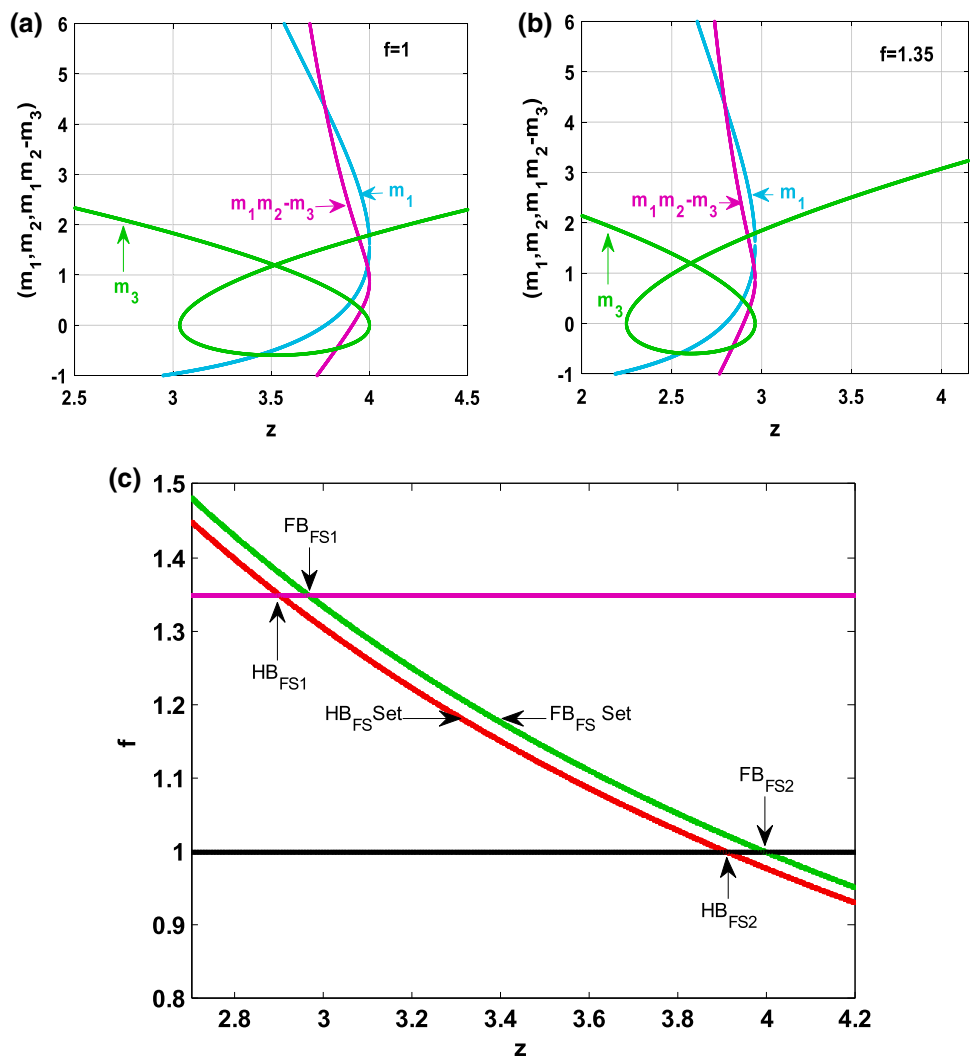 (a)
f=1
(m1,m2,m1m2-m3)
6
5
4
3
2
1
0
-1
m1m2-m3
m1
m3
2.5 3 3.5 4 4.5
z
(b)
f=1.35
(m1,m2,m1m2-m3)
6
5
4
3
2
1
0
-1
m1m2-m3
m1
m3
2 2.5 3 3.5 4
z
(c)
f
1.5
1.4
1.3
1.2
1.1
1
0.9
0.8
FBFS1
HBFS1
HBFS Set
FBFS Set
FBFS2
HBFS2
2.8 3 3.2 3.4 3.6 3.8 4 4.2
z